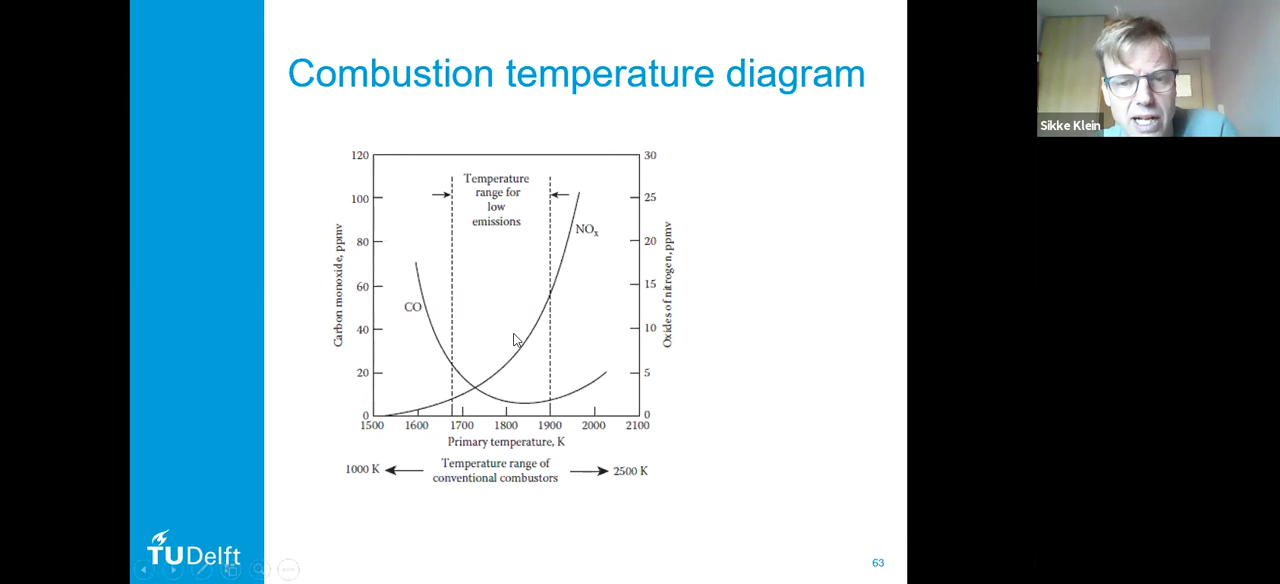 Combustion temperature diagram
Sikke Klein
120
100
80
60
40
20
0
Carbon monoxide, ppmv
Temperature
range for
low
emissions
CO
NOx
30
25
20
15
10
5
0
Oxides of nitrogen, ppmv
1500 1600 1700 1800 1900 2000 2100
Primary temperature, K
1000 K Temperature range of 2500 K
conventional combustors
TUDelft
63